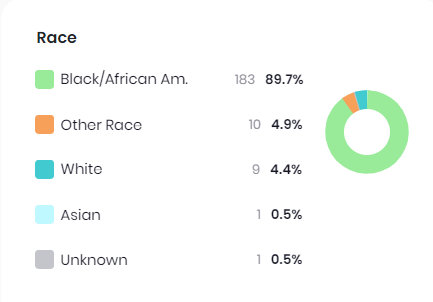 Race
Black/African Am. 183 89.7%
Other Race 10 4.9%
White 9 4.4%
Asian 1 0.5%
Unknown 1 0.5%